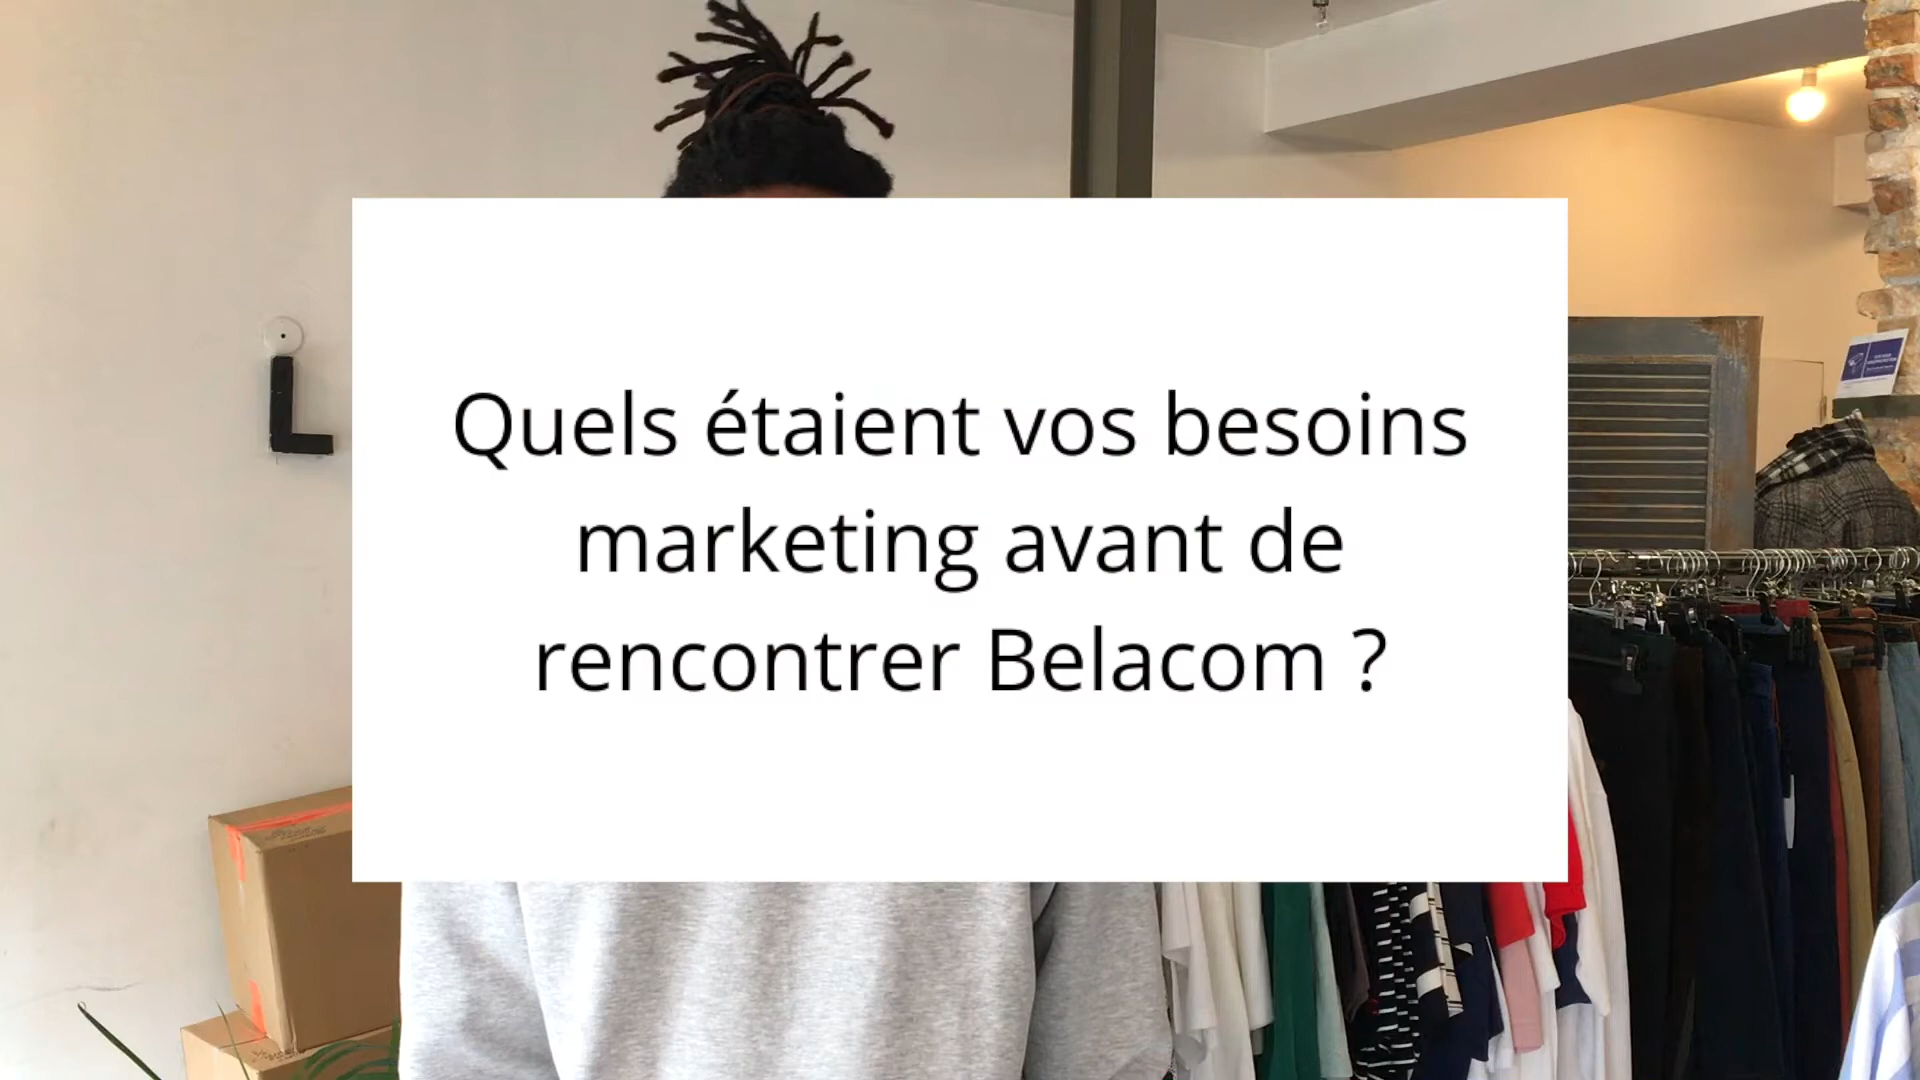 Quels étaient vos besoins
marketing avant de
rencontrer Belacom ?
L